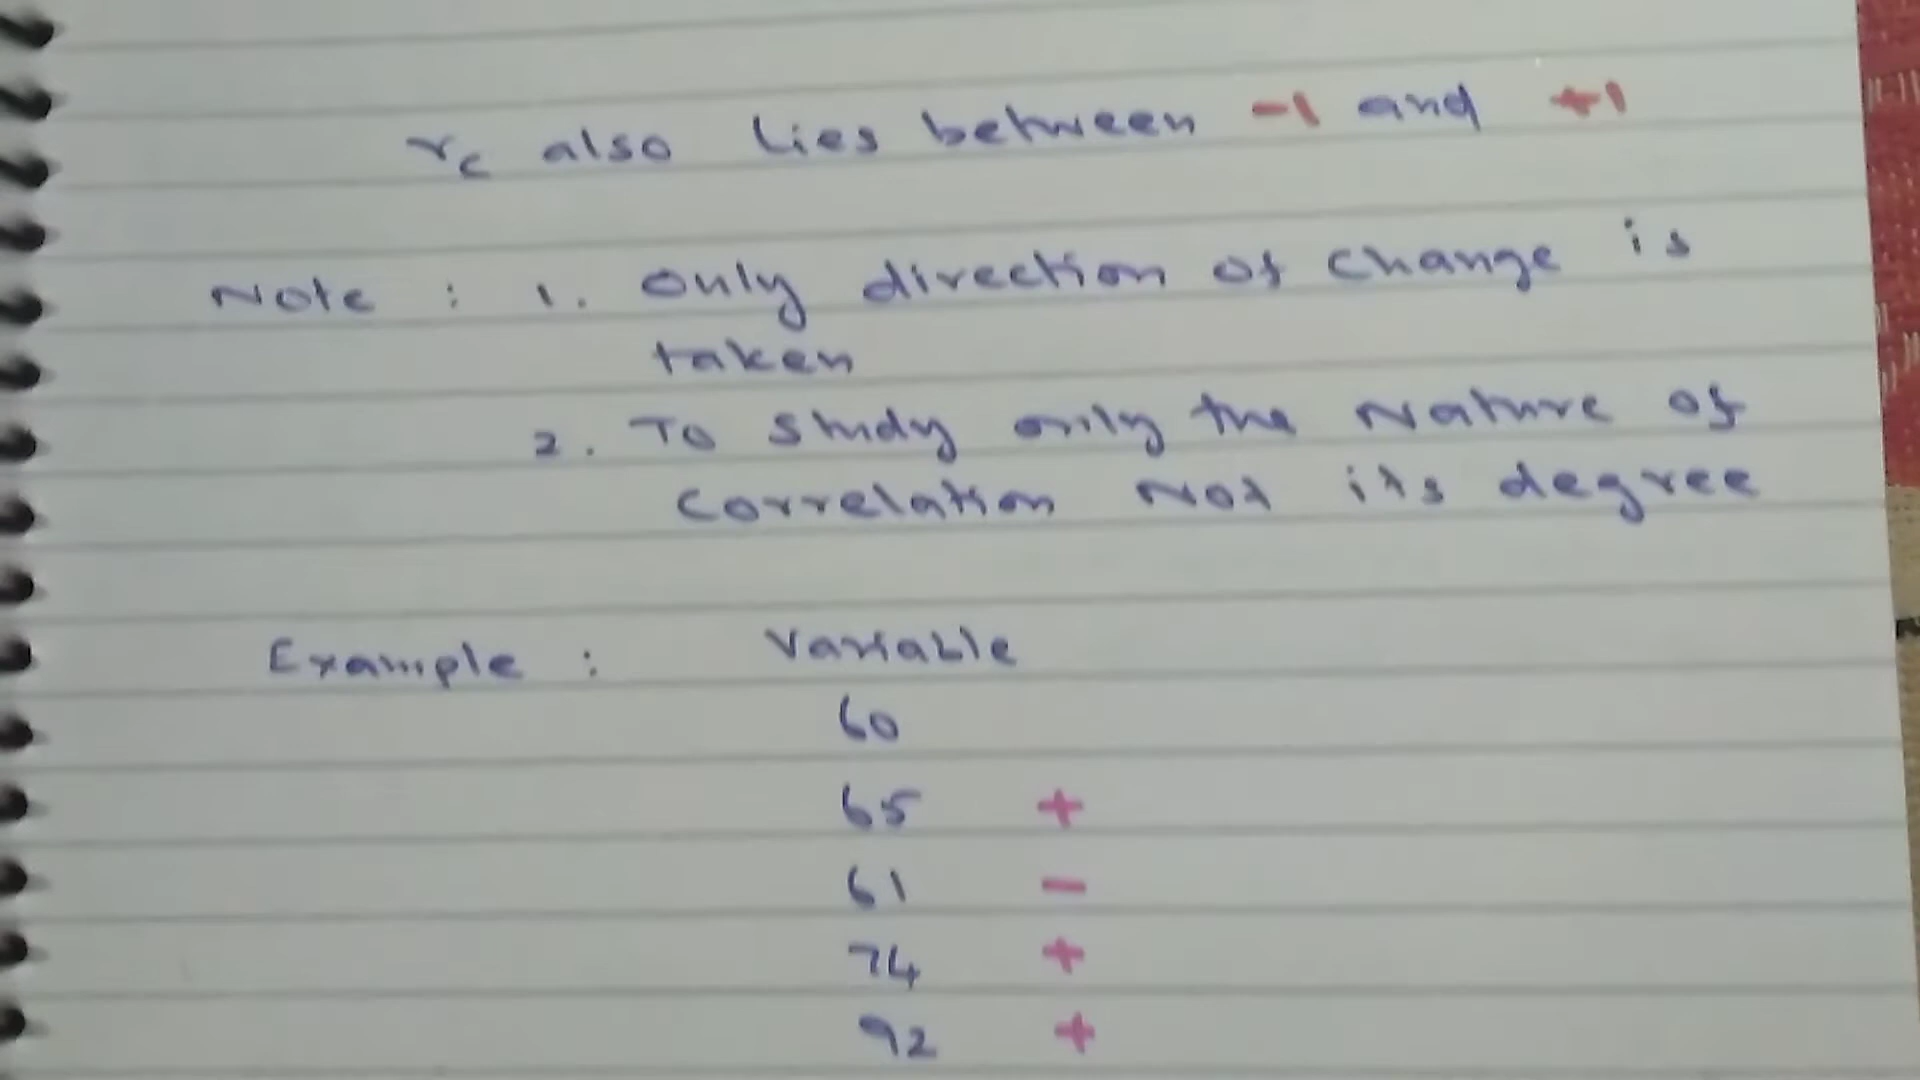 rc also lies between -1 and +1
Note : 1. Only direction of change is
taken
2. To study only the Nature of
Correlation Not its degree
Example : Variable
60
65 +
61 -
74 +
92 +